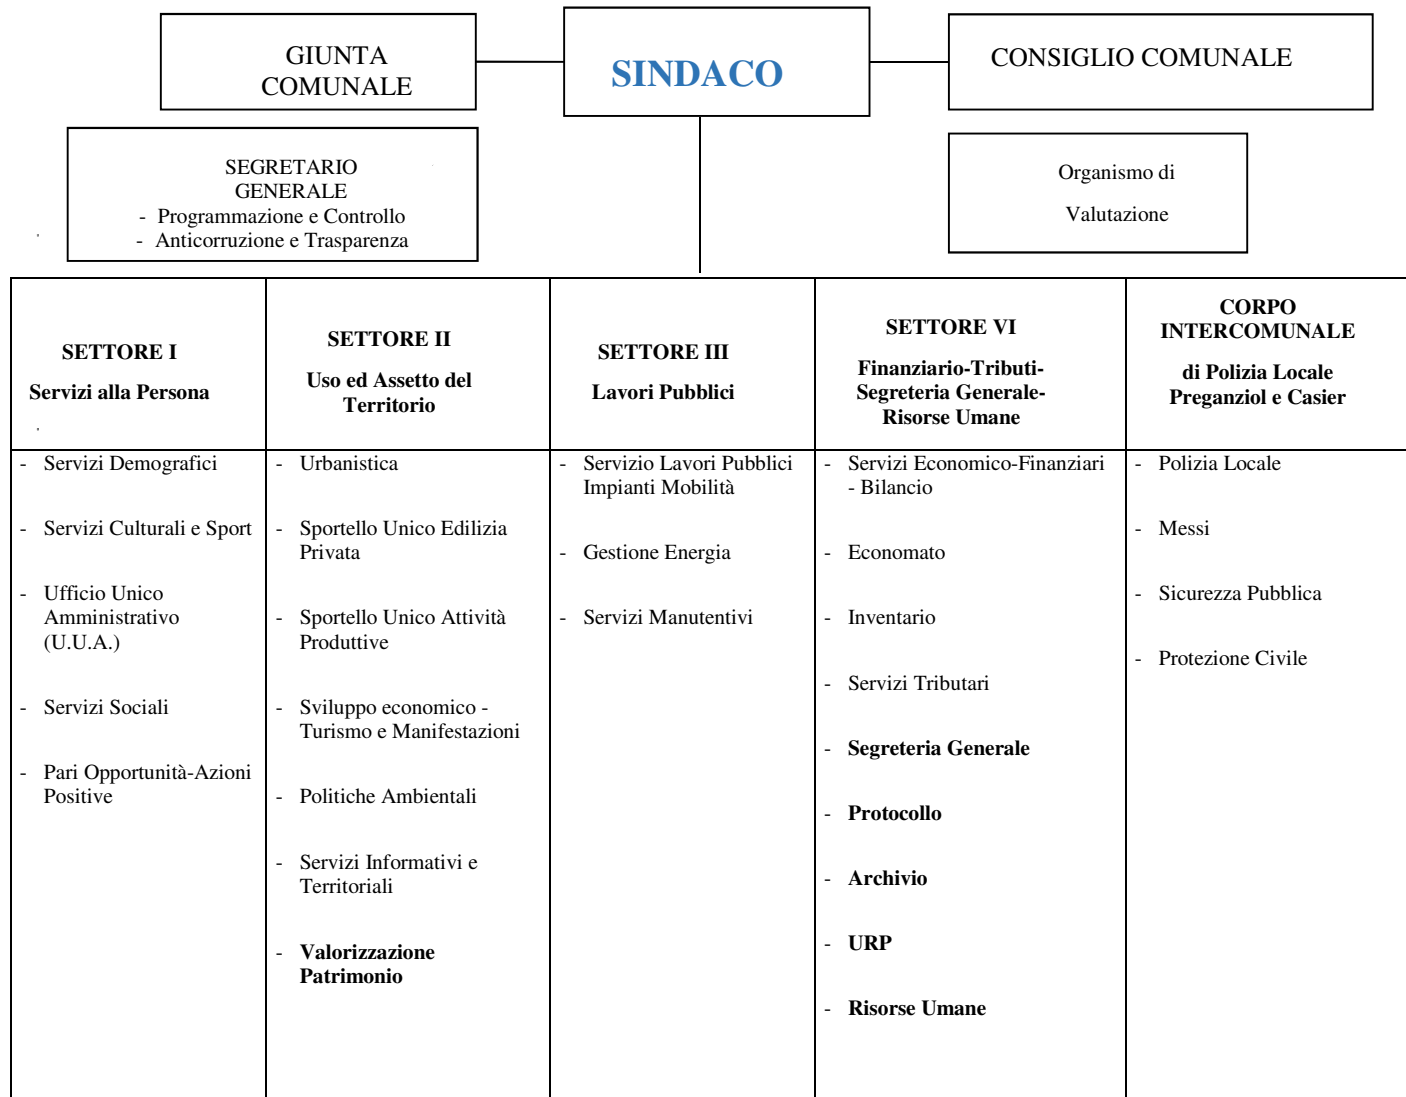 GIUNTA
COMUNALE
SINDACO
CONSIGLIO COMUNALE
SEGRETARIO
GENERALE
- Programmazione e Controllo
- Anticorruzione e Trasparenza
Organismo di
Valutazione
SETTORE I
Servizi alla Persona
SETTORE II
Uso ed Assetto del
Territorio
SETTORE III
Lavori Pubblici
SETTORE VI
Finanziario-Tributi-
Segreteria Generale-
Risorse Umane
CORPO
INTERCOMUNALE
di Polizia Locale
Preganziol e Casier
- Servizi Demografici
- Servizi Culturali e Sport
- Ufficio Unico
Amministrativo
(U.U.A.)
- Servizi Sociali
- Pari Opportunità-Azioni
Positive
- Urbanistica
- Sportello Unico Edilizia
Privata
- Sportello Unico Attività
Produttive
- Sviluppo economico -
Turismo e Manifestazioni
- Politiche Ambientali
- Servizi Informativi e
Territoriali
- Valorizzazione
Patrimonio
- Servizio Lavori Pubblici
Impianti Mobilità
- Gestione Energia
- Servizi Manutentivi
- Servizi Economico-Finanziari
- Bilancio
- Economato
- Inventario
- Servizi Tributari
- Segreteria Generale
- Protocollo
- Archivio
- URP
- Risorse Umane
- Polizia Locale
- Messi
- Sicurezza Pubblica
- Protezione Civile